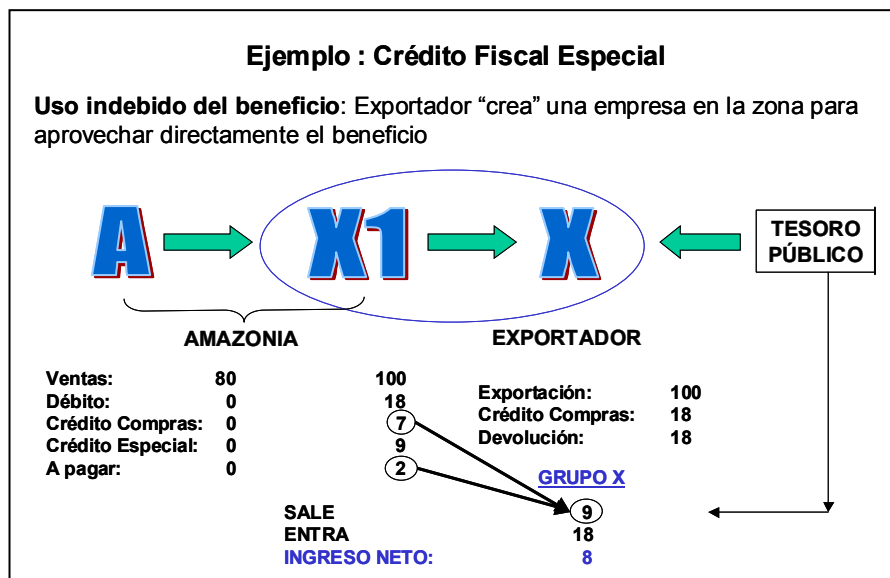 Ejemplo : Crédito Fiscal Especial
Uso indebido del beneficio: Exportador “crea” una empresa en la zona para
aprovechar directamente el beneficio
A X1 X TESORO PÚBLICO
AMAZONIA EXPORTADOR
Ventas: 80 100
Débito: 0 18
Crédito Compras: 0 7
Crédito Especial: 0 9
A pagar: 0 2
Exportación: 100
Crédito Compras: 18
Devolución: 18
GRUPO X
SALE 9
ENTRA 18
INGRESO NETO: 8